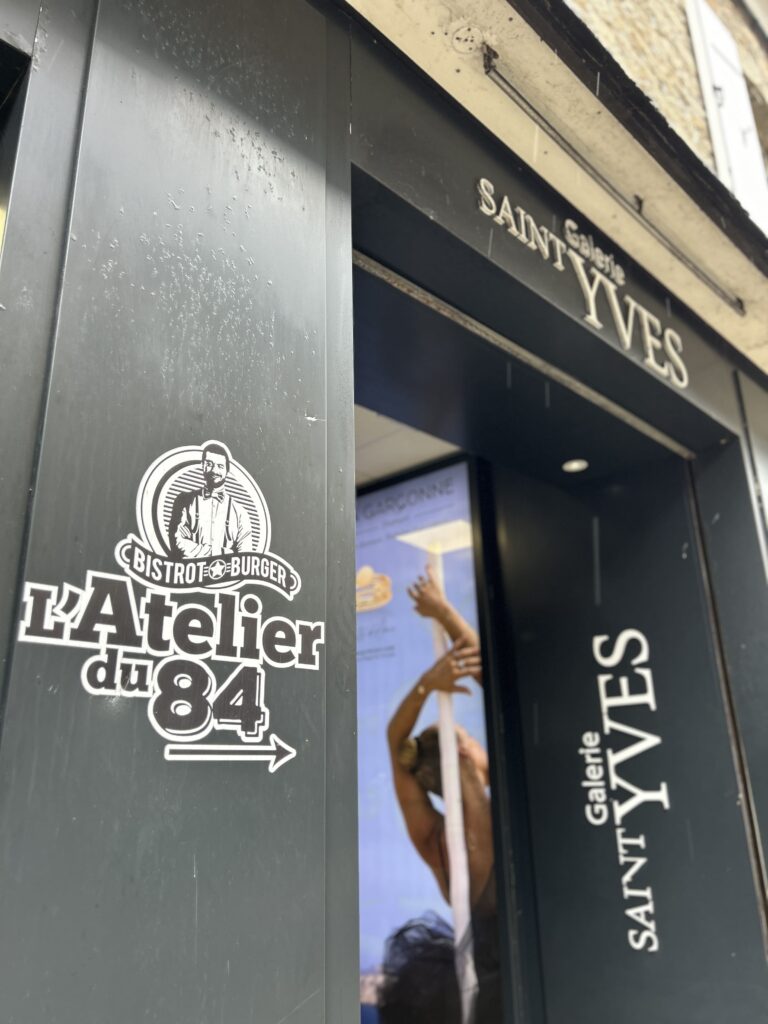 BISTROT BURGER
L'Atelier
du 84
Galerie
SAINT YVES
GARÇONNE
Galerie
SAINT YVES